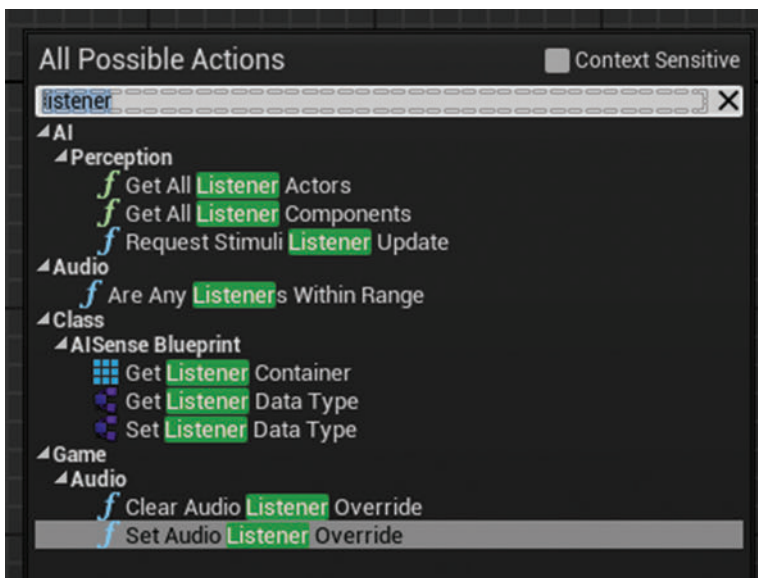 All Possible Actions Context Sensitive
listener
AI
Perception
Get All Listener Actors
Get All Listener Components
Request Stimuli Listener Update
Audio
Are Any Listeners Within Range
Class
AISense Blueprint
Get Listener Container
Get Listener Data Type
Set Listener Data Type
Game
Audio
Clear Audio Listener Override
Set Audio Listener Override